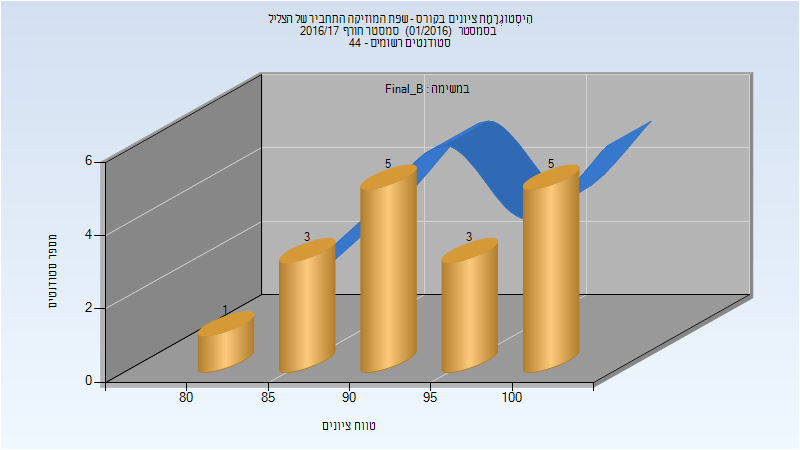 היסטוגרמת ציונים בקורס - שפת המוזיקה התחביר של הצליל
בסמסטר (01/2016) סמסטר חורף 2016/17
סטודנטים רשומים - 44
במשימה : Final_B
מספר סטודנטים
6
4
2
0
1
3
5
3
5
80 85 90 95 100
טווח ציונים